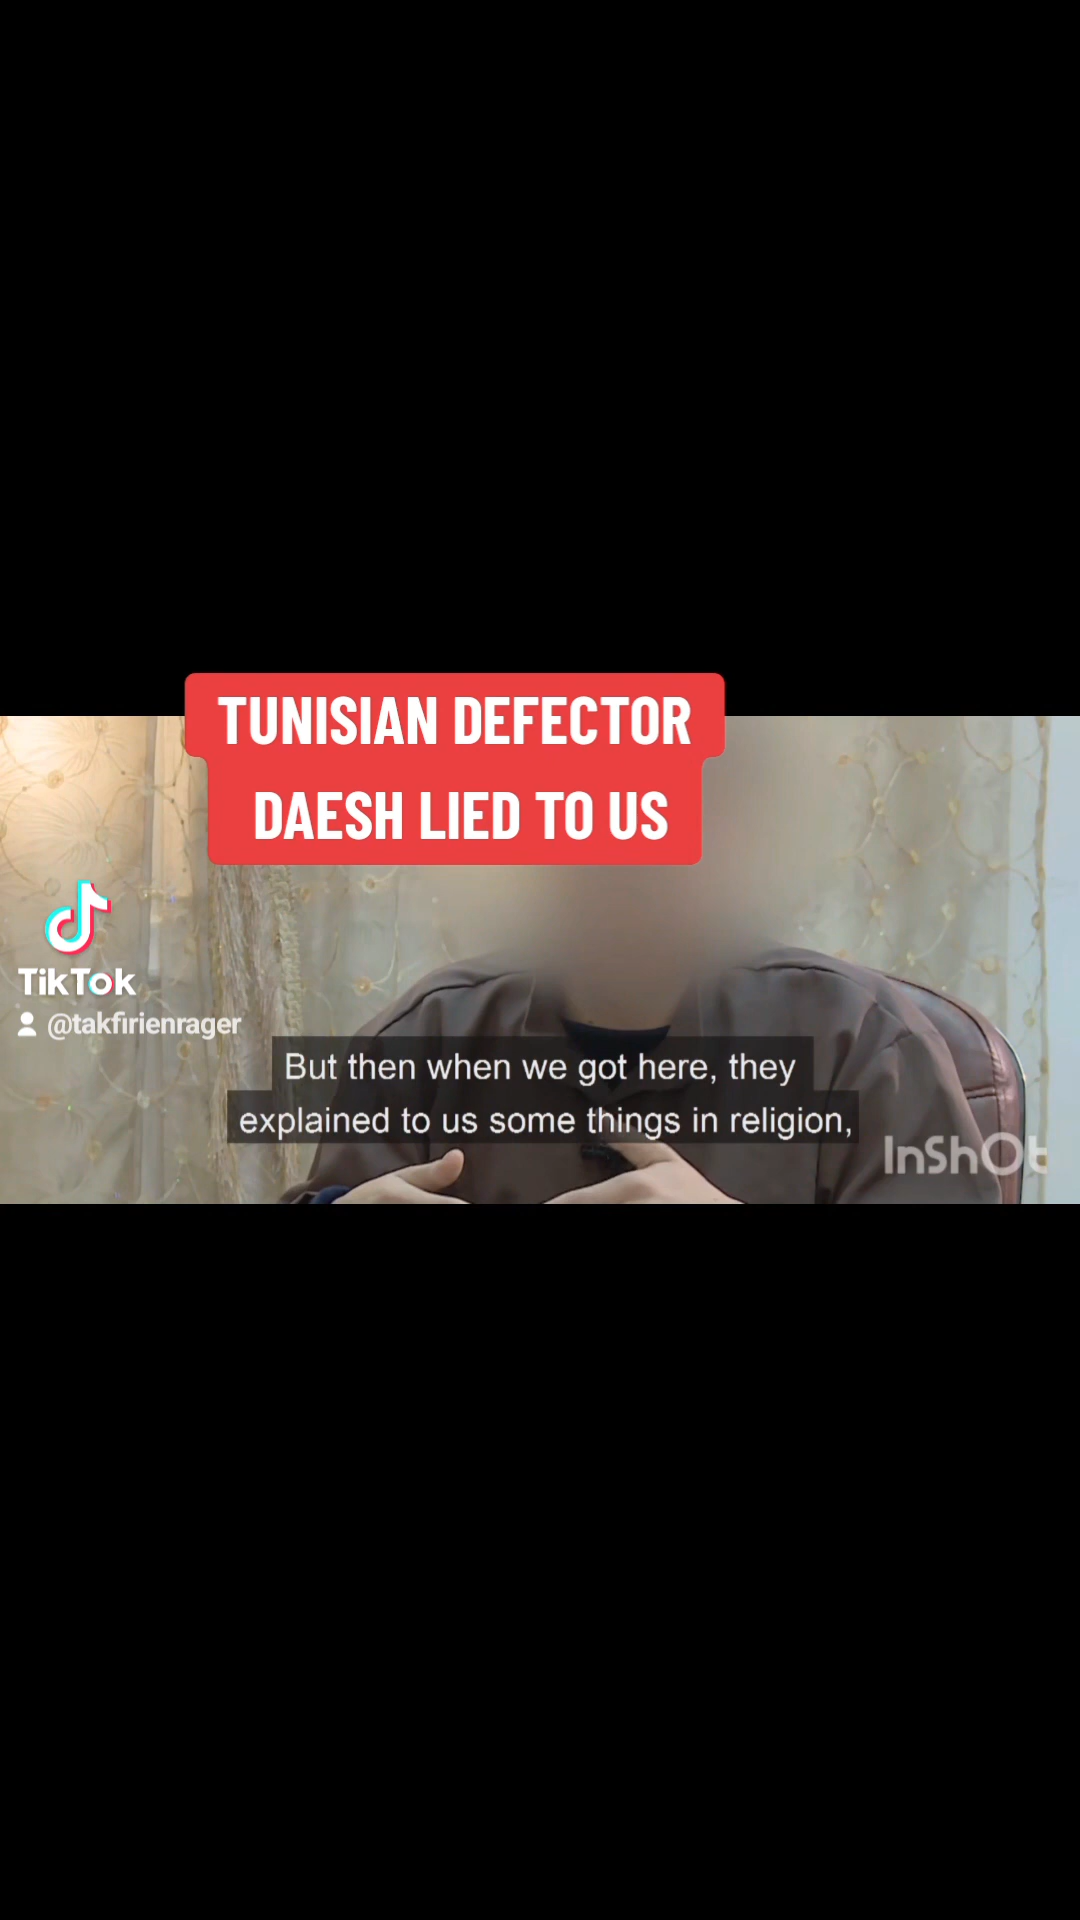 TUNISIAN DEFECTOR
DAESH LIED TO US
TikTok
@takfirienrager
But then when we got here, they
explained to us some things in religion,
InShOt